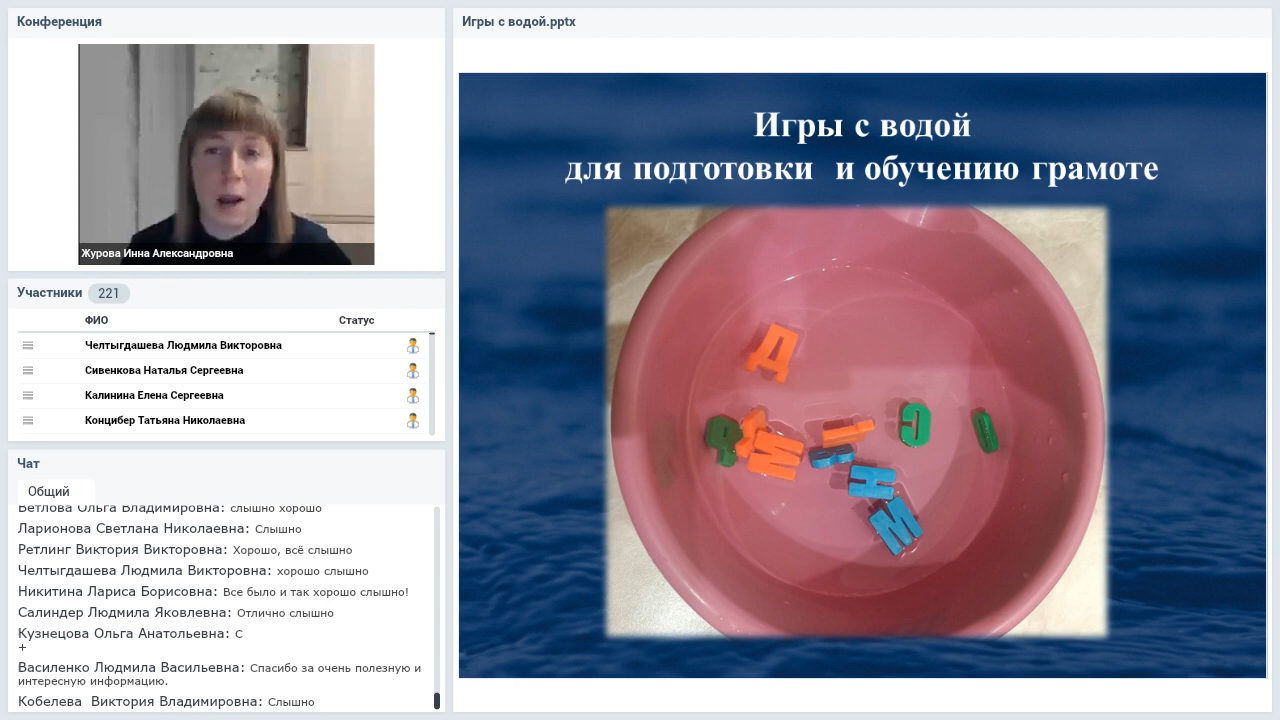 Конференция
Журова Инна Александровна
Участники 221
ФИО Статус
Челтыгдашева Людмила Викторовна
Сивенкова Наталья Сергеевна
Калинина Елена Сергеевна
Концибер Татьяна Николаевна
Чат
Общий
Ветлова Ольга Владимировна: слышно хорошо
Ларионова Светлана Николаевна: Слышно
Ретлинг Виктория Викторовна: Хорошо, всё слышно
Челтыгдашева Людмила Викторовна: хорошо слышно
Никитина Лариса Борисовна: Все было и так хорошо слышно!
Салиндер Людмила Яковлевна: Отлично слышно
Кузнецова Ольга Анатольевна: С
+
Василенко Людмила Васильевна: Спасибо за очень полезную и
интересную информацию.
Кобелева Виктория Владимировна: Слышно
Игры с водой.pptx
Игры с водой
для подготовки и обучению грамоте
Д
М
С
Н
М